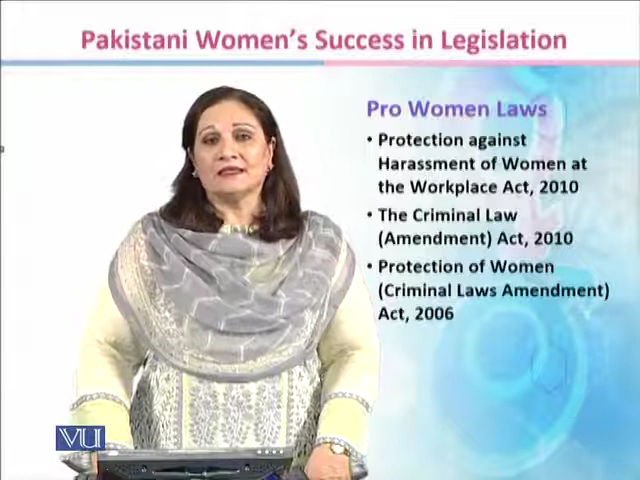 Pakistani Women's Success in Legislation
Pro Women Laws
• Protection against
Harassment of Women at
the Workplace Act, 2010
• The Criminal Law
(Amendment) Act, 2010
• Protection of Women
(Criminal Laws Amendment)
Act, 2006
VU